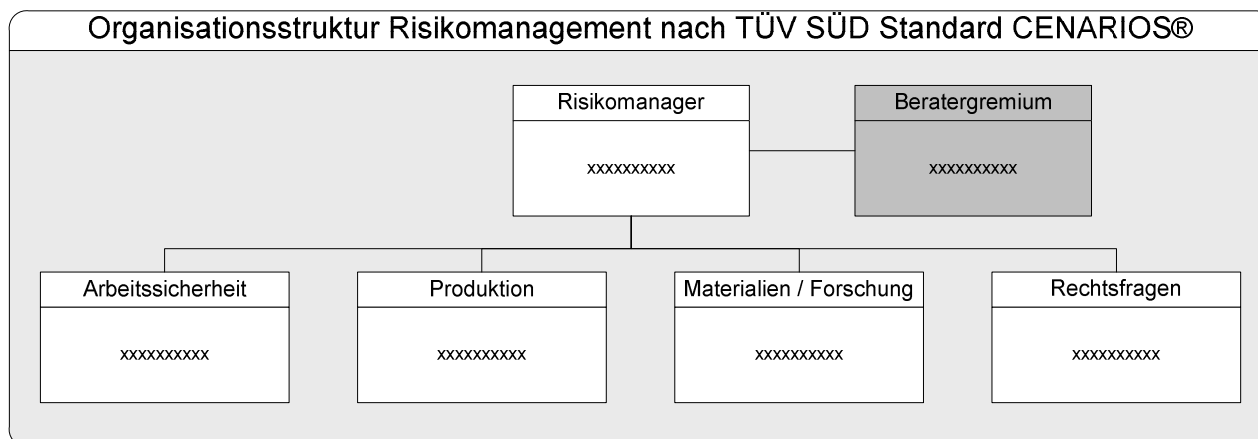 Organisationsstruktur Risikomanagement nach TÜV SÜD Standard CENARIOS®
Risikomanager
Beratergremium
xxxxxxxxxx
xxxxxxxxxx
Arbeitssicherheit
Produktion
Materialien / Forschung
Rechtsfragen
xxxxxxxxxx
xxxxxxxxxx
xxxxxxxxxx
xxxxxxxxxx